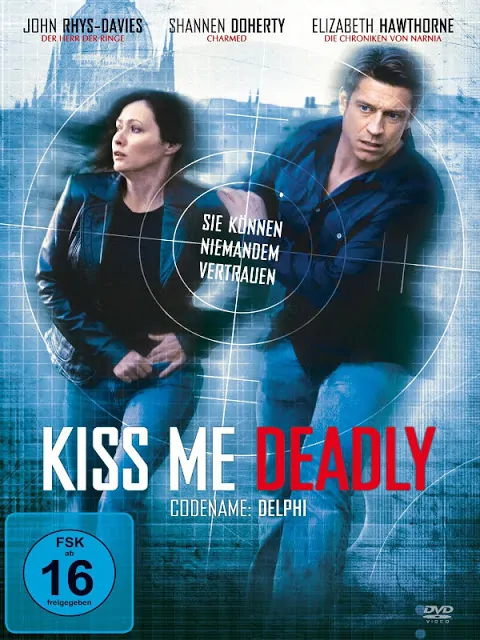 JOHN RHYS-DAVIES
DER HERR DER RINGE
SHANNEN DOHERTY
CHARMED
ELIZABETH HAWTHORNE
DIE CHRONIKEN VON NARNIA
SIE KÖNNEN
NIEMANDEM
VERTRAUEN
KISS ME DEADLY
CODENAME: DELPHI
FSK
ab
16
freigegeben
DVD
VIDEO